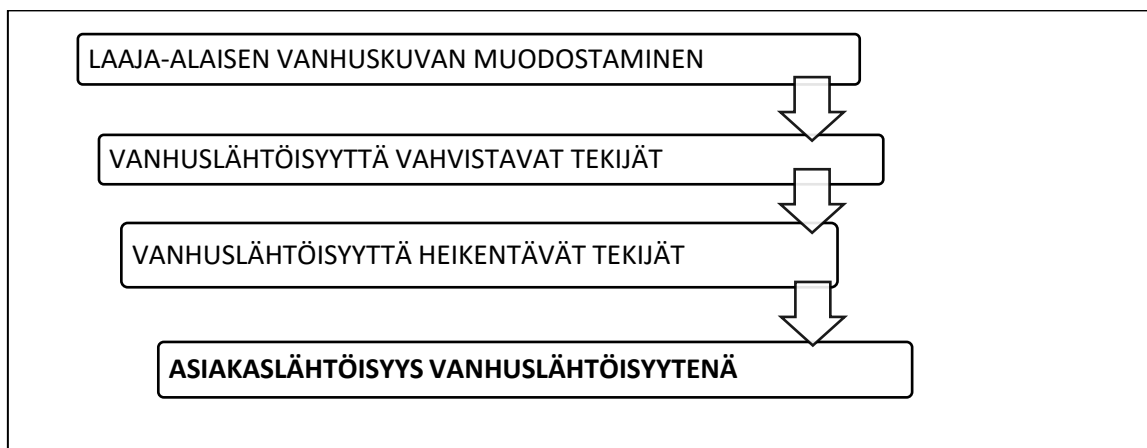 LAAJA-ALAISEN VANHUSKUVAN MUODOSTAMINEN
VANHUSLÄHTÖISYYTTÄ VAHVISTAVAT TEKIJÄT
VANHUSLÄHTÖISYYTTÄ HEIKENTÄVÄT TEKIJÄT
ASIAKASLÄHTÖISYYS VANHUSLÄHTÖISYYTENÄ